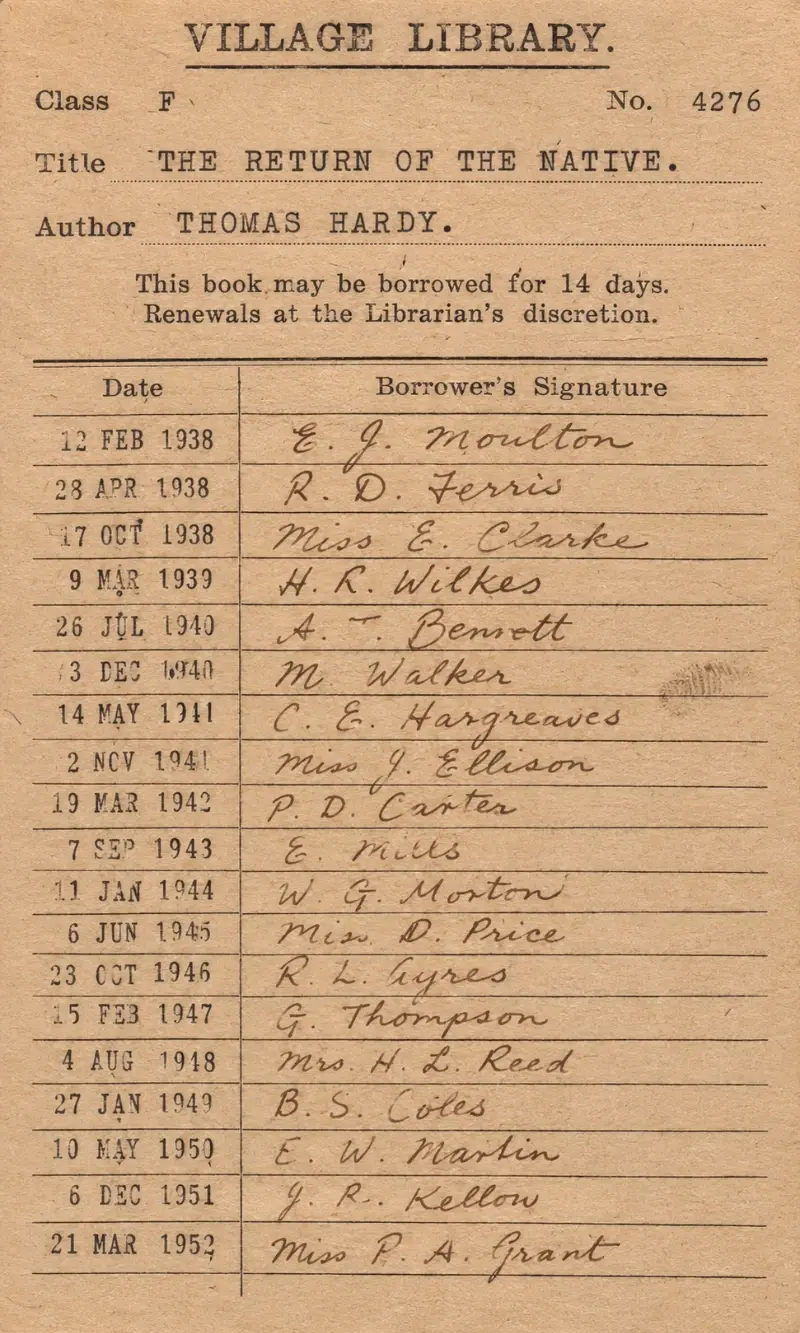 VILLAGE LIBRARY.
Class F No. 4276
Title THE RETURN OF THE NATIVE.
Author THOMAS HARDY.
This book may be borrowed for 14 days.
Renewals at the Librarian's discretion.
Date Borrower's Signature
12 FEB 1938 E. J. Moulton
28 APR 1938 R. D. Ferris
17 OCT 1938 Miss E. Clarke
9 MAR 1939 H. R. Wilkes
26 JUL 1940 A. T. Bennett
3 DEC 1940 M. Walker
14 MAY 1941 C. E. Hargreaves
2 NOV 1941 Miss J. Ellison
19 MAR 1942 P. D. Carter
7 SEP 1943 E. Mills
11 JAN 1944 W. G. Morton
6 JUN 1945 Miss D. Price
23 OCT 1946 R. L. Ayres
15 FEB 1947 G. Thompson
4 AUG 1948 Mrs. H. L. Reed
27 JAN 1949 B. S. Coles
10 MAY 1950 E. W. Martin
6 DEC 1951 J. R. Kellow
21 MAR 1952 Miss P. A. Grant